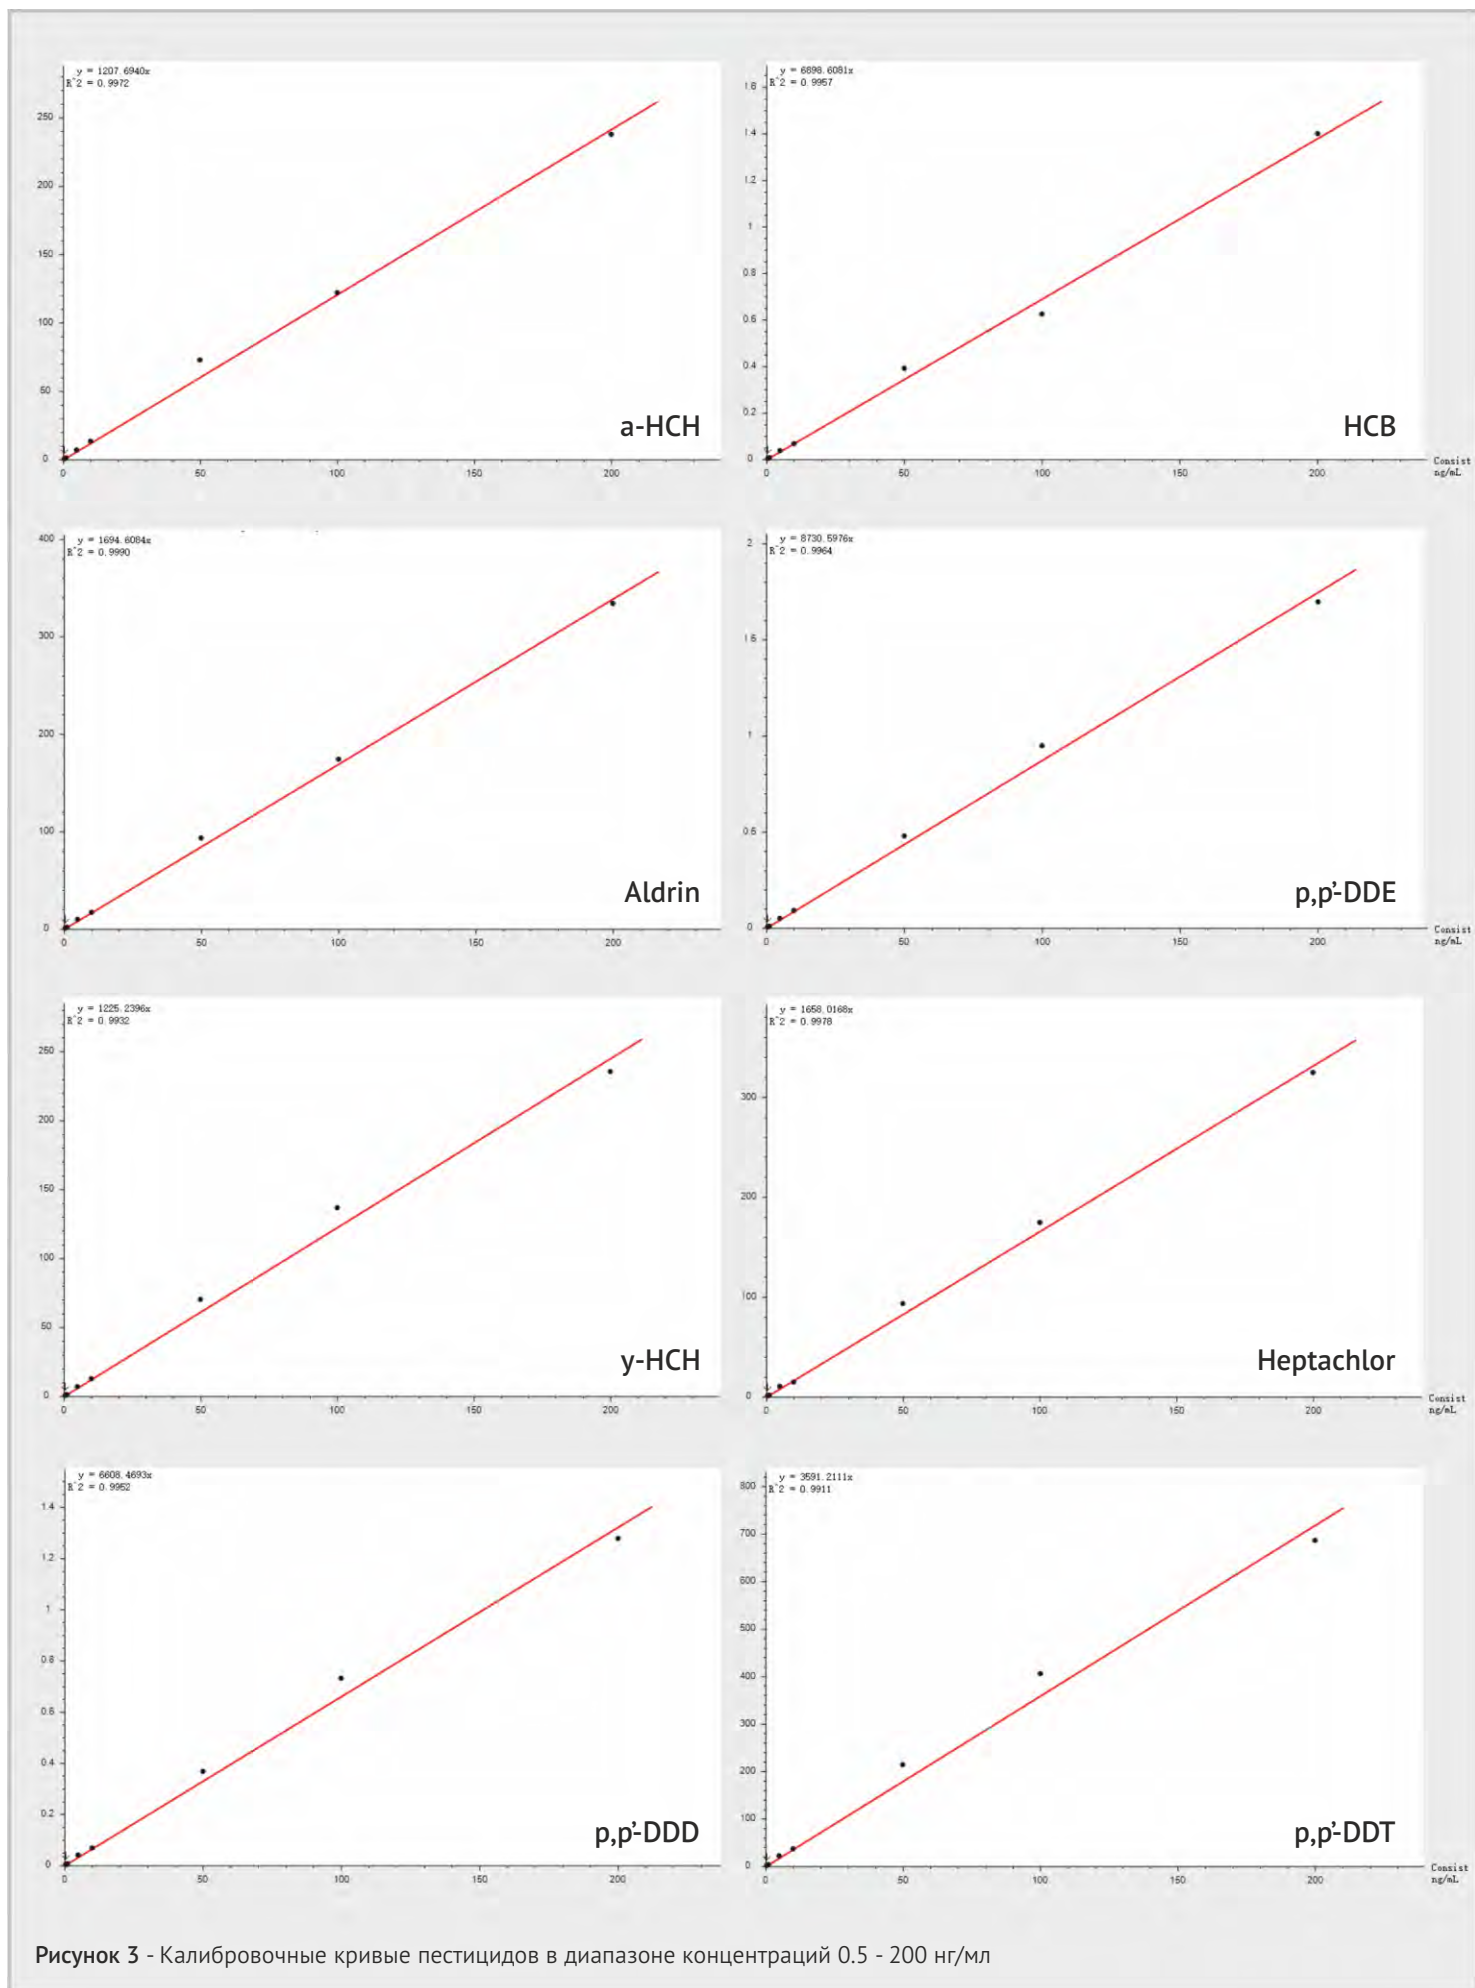 y = 1207.6940x
R^2 = 0.9972
250
200
150
100
50
0
0 50 100 150 200
a-HCH
y = 6898.6081x
R^2 = 0.9957
1.6
1.4
1.2
1
0.8
0.6
0.4
0.2
0
0 50 100 150 200
HCB
Consist
ng/mL
y = 1694.6084x
R^2 = 0.9990
400
300
200
100
0
0 50 100 150 200
Aldrin
y = 8730.5976x
R^2 = 0.9964
2
1.5
1
0.5
0
0 50 100 150 200
p,p'-DDE
Consist
ng/mL
y = 1225.2396x
R^2 = 0.9932
250
200
150
100
50
0
0 50 100 150 200
y-HCH
y = 1658.0168x
R^2 = 0.9978
300
200
100
0
0 50 100 150 200
Heptachlor
Consist
ng/mL
y = 6608.4693x
R^2 = 0.9952
1.4
1.2
1
0.8
0.6
0.4
0.2
0
0 50 100 150 200
p,p'-DDD
y = 3591.2111x
R^2 = 0.9911
800
700
600
500
400
300
200
100
0
0 50 100 150 200
p,p'-DDT
Consist
ng/mL
Рисунок 3 - Калибровочные кривые пестицидов в диапазоне концентраций 0.5 - 200 нг/мл